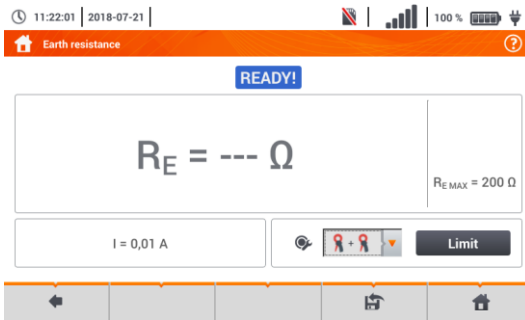 11:22:01 2018-07-21 100 %
Earth resistance ?
READY!
RE = --- Ω
RE MAX = 200 Ω
I = 0,01 A
+
Limit